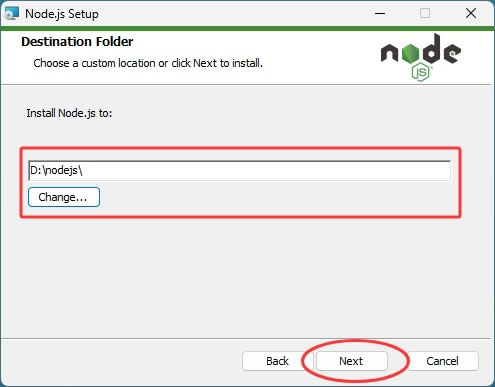 Node.js Setup
Destination Folder
Choose a custom location or click Next to install.
node
JS
Install Node.js to:
D:\nodejs\
Change...
Back
Next
Cancel